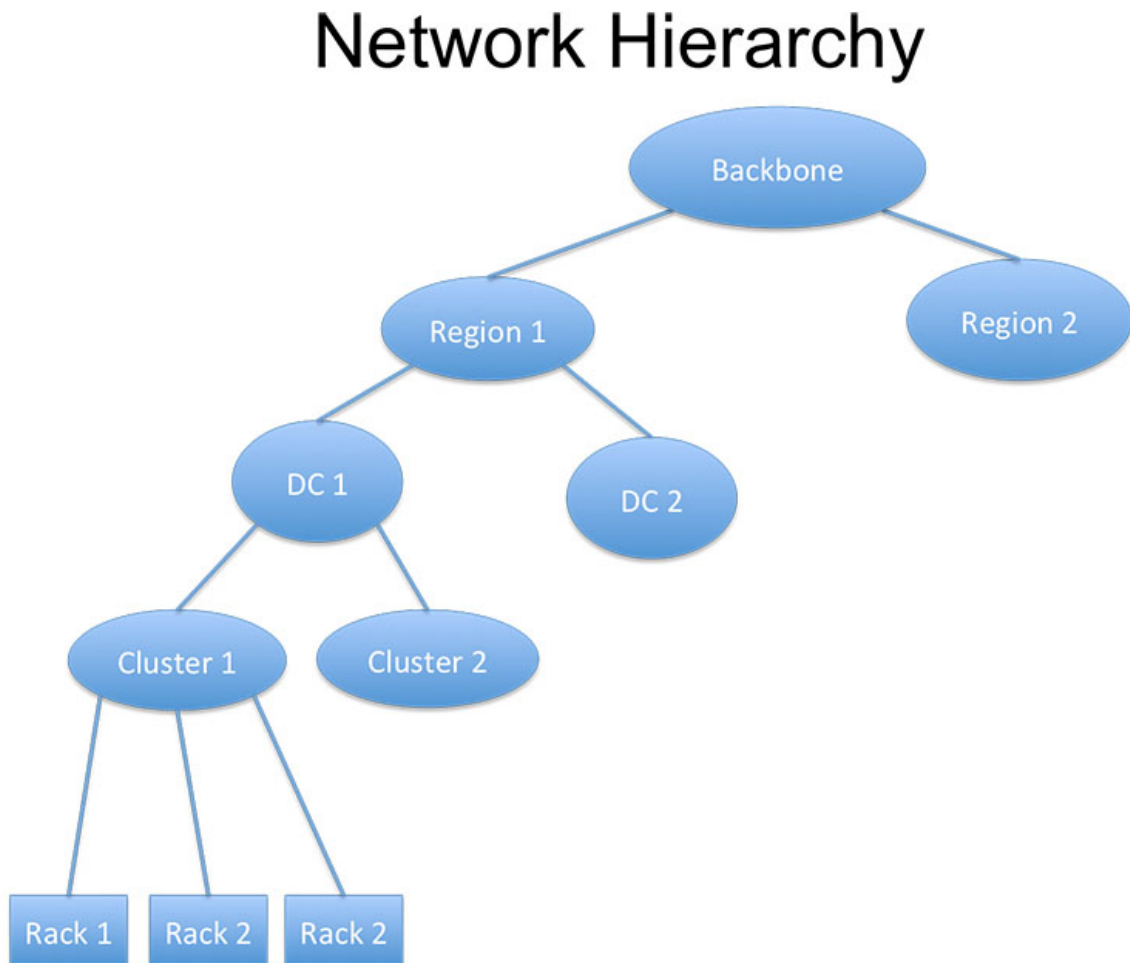 Network Hierarchy
Backbone
Region 1
Region 2
DC 1
DC 2
Cluster 1
Cluster 2
Rack 1
Rack 2
Rack 2